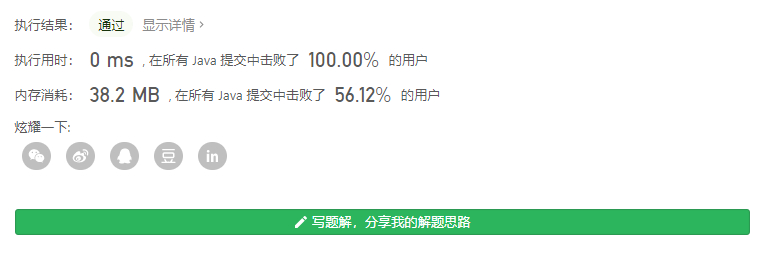 执行结果： 通过 显示详情 ›
执行用时： 0 ms , 在所有 Java 提交中击败了 100.00% 的用户
内存消耗： 38.2 MB , 在所有 Java 提交中击败了 56.12% 的用户
炫耀一下:
豆 in
写题解，分享我的解题思路